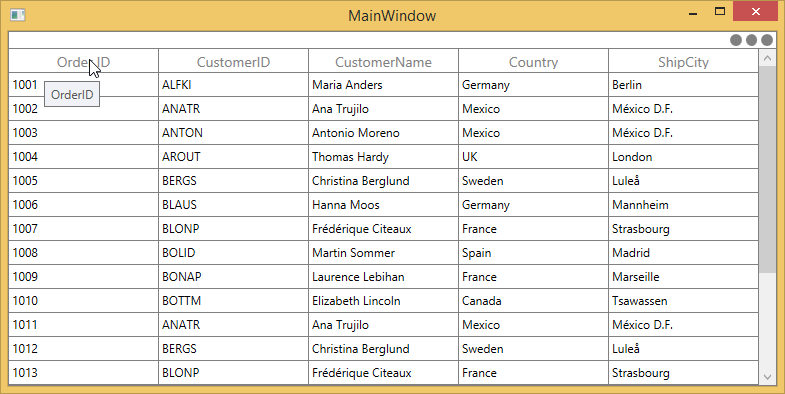 MainWindow
OrderID CustomerID CustomerName Country ShipCity
1001 ALFKI Maria Anders Germany Berlin
OrderID
1002 ANATR Ana Trujilo Mexico México D.F.
1003 ANTON Antonio Moreno Mexico México D.F.
1004 AROUT Thomas Hardy UK London
1005 BERGS Christina Berglund Sweden Luleå
1006 BLAUS Hanna Moos Germany Mannheim
1007 BLONP Frédérique Citeaux France Strasbourg
1008 BOLID Martin Sommer Spain Madrid
1009 BONAP Laurence Lebihan France Marseille
1010 BOTTM Elizabeth Lincoln Canada Tsawassen
1011 ANATR Ana Trujilo Mexico México D.F.
1012 BERGS Christina Berglund Sweden Luleå
1013 BLONP Frédérique Citeaux France Strasbourg